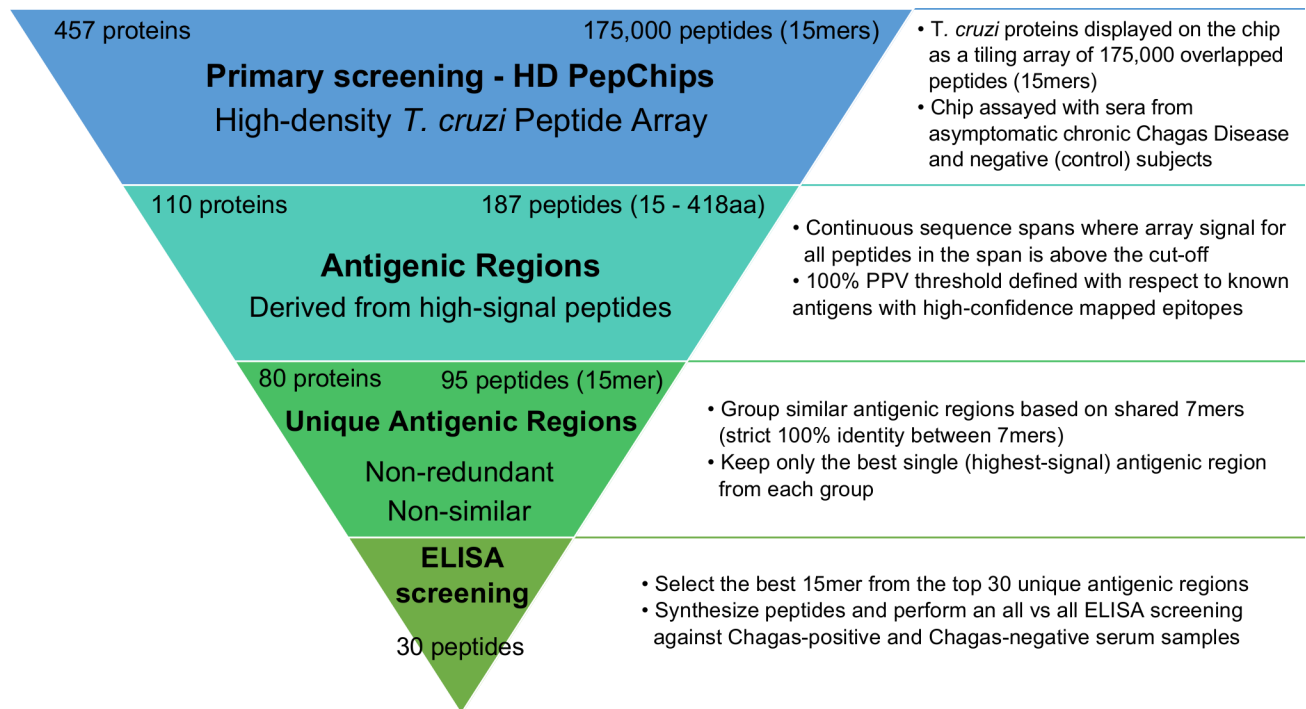 457 proteins
175,000 peptides (15mers)
Primary screening - HD PepChips
High-density T. cruzi Peptide Array
• T. cruzi proteins displayed on the chip
as a tiling array of 175,000 overlapped
peptides (15mers)
• Chip assayed with sera from
asymptomatic chronic Chagas Disease
and negative (control) subjects
110 proteins
187 peptides (15 - 418aa)
Antigenic Regions
Derived from high-signal peptides
• Continuous sequence spans where array signal for
all peptides in the span is above the cut-off
• 100% PPV threshold defined with respect to known
antigens with high-confidence mapped epitopes
80 proteins
95 peptides (15mer)
Unique Antigenic Regions
Non-redundant
Non-similar
• Group similar antigenic regions based on shared 7mers
(strict 100% identity between 7mers)
• Keep only the best single (highest-signal) antigenic region
from each group
ELISA
screening
30 peptides
• Select the best 15mer from the top 30 unique antigenic regions
• Synthesize peptides and perform an all vs all ELISA screening
against Chagas-positive and Chagas-negative serum samples